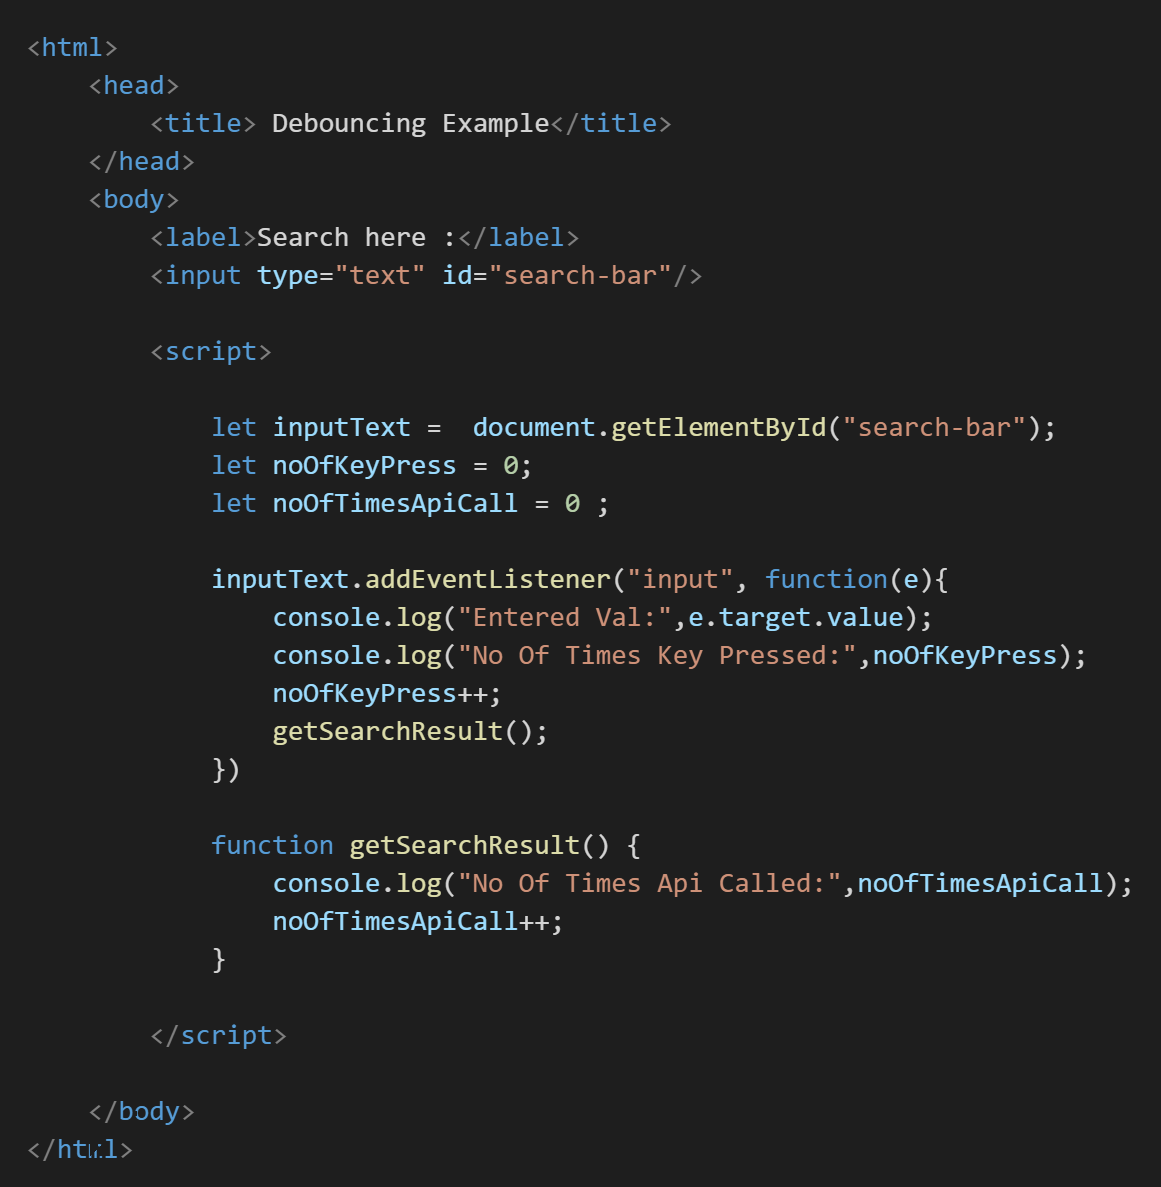 <html>
    <head>
        <title> Debouncing Example</title>
    </head>
    <body>
        <label>Search here :</label>
        <input type="text" id="search-bar"/>

        <script>

            let inputText =  document.getElementById("search-bar");
            let noOfKeyPress = 0;
            let noOfTimesApiCall = 0 ;

            inputText.addEventListener("input", function(e){
                console.log("Entered Val:",e.target.value);
                console.log("No Of Times Key Pressed:",noOfKeyPress);
                noOfKeyPress++;
                getSearchResult();
            })

            function getSearchResult() {
                console.log("No Of Times Api Called:",noOfTimesApiCall);
                noOfTimesApiCall++;
            }

        </script>

    </body>
</html>